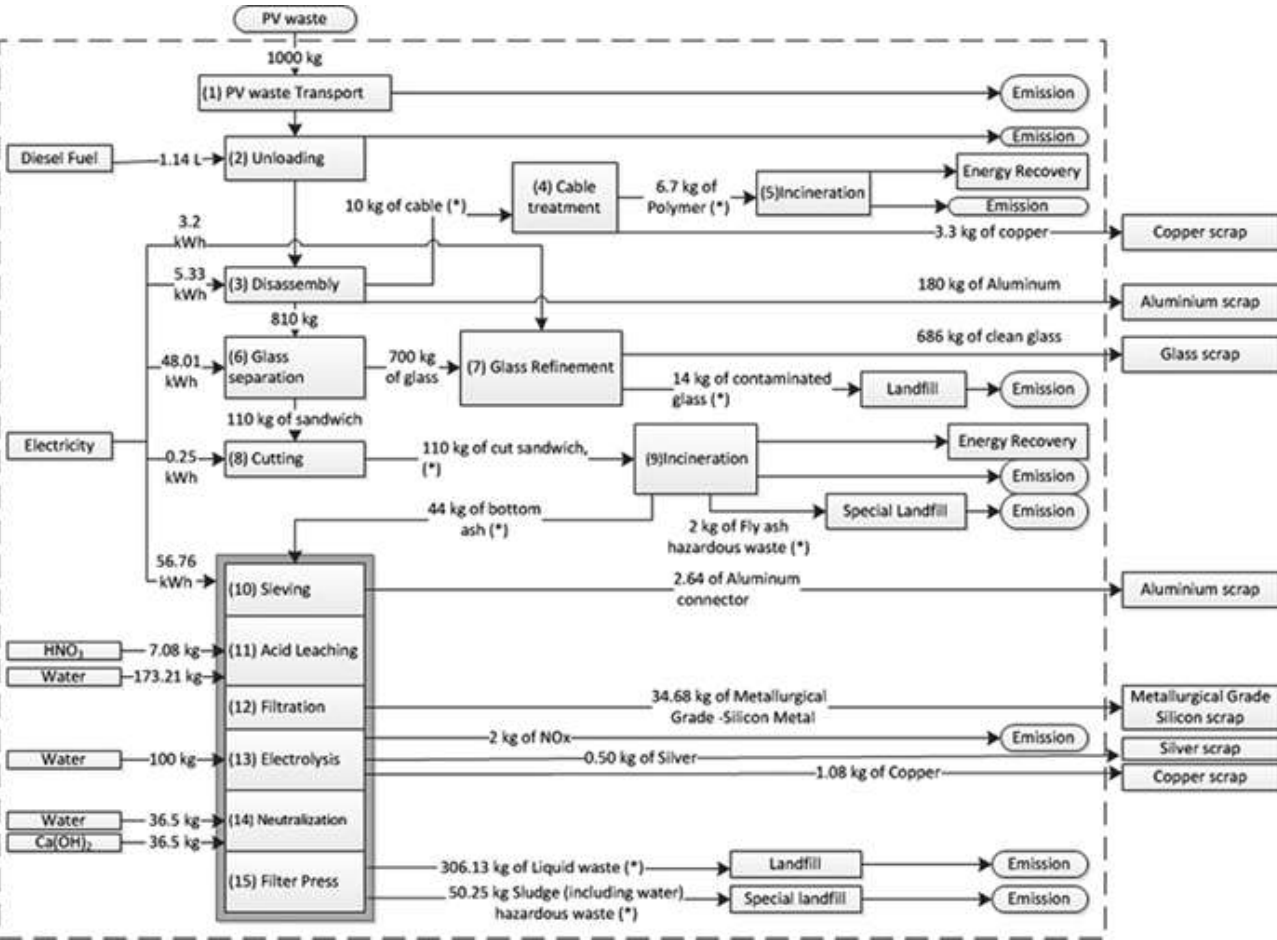 PV waste
1000 kg
(1) PV waste Transport
Emission
Diesel Fuel
1.14 L
(2) Unloading
Emission
(4) Cable
treatment
6.7 kg of
Polymer (*)
(5)Incineration
Energy Recovery
Emission
10 kg of cable (*)
3.3 kg of copper
Copper scrap
3.2
kWh
5.33
kWh
(3) Disassembly
180 kg of Aluminum
Aluminium scrap
810 kg
48.01
kWh
(6) Glass
separation
700 kg
of glass
(7) Glass Refinement
686 kg of clean glass
Glass scrap
14 kg of contaminated
glass (*)
Landfill
Emission
110 kg of sandwich
Electricity
0.25
kWh
(8) Cutting
110 kg of cut sandwich,
(*)
(9)Incineration
Energy Recovery
Emission
44 kg of bottom
ash (*)
2 kg of Fly ash
hazardous waste (*)
Special Landfill
Emission
56.76
kWh
(10) Sieving
2.64 of Aluminum
connector
Aluminium scrap
HNO3
7.08 kg
(11) Acid Leaching
Water
173.21 kg
(12) Filtration
34.68 kg of Metallurgical
Grade -Silicon Metal
Metallurgical Grade
Silicon scrap
2 kg of NOx
Emission
Water
100 kg
(13) Electrolysis
0.50 kg of Silver
Silver scrap
1.08 kg of Copper
Copper scrap
Water
36.5 kg
(14) Neutralization
Ca(OH)2
36.5 kg
(15) Filter Press
306.13 kg of Liquid waste (*)
Landfill
Emission
50.25 kg Sludge (including water)
hazardous waste (*)
Special landfill
Emission